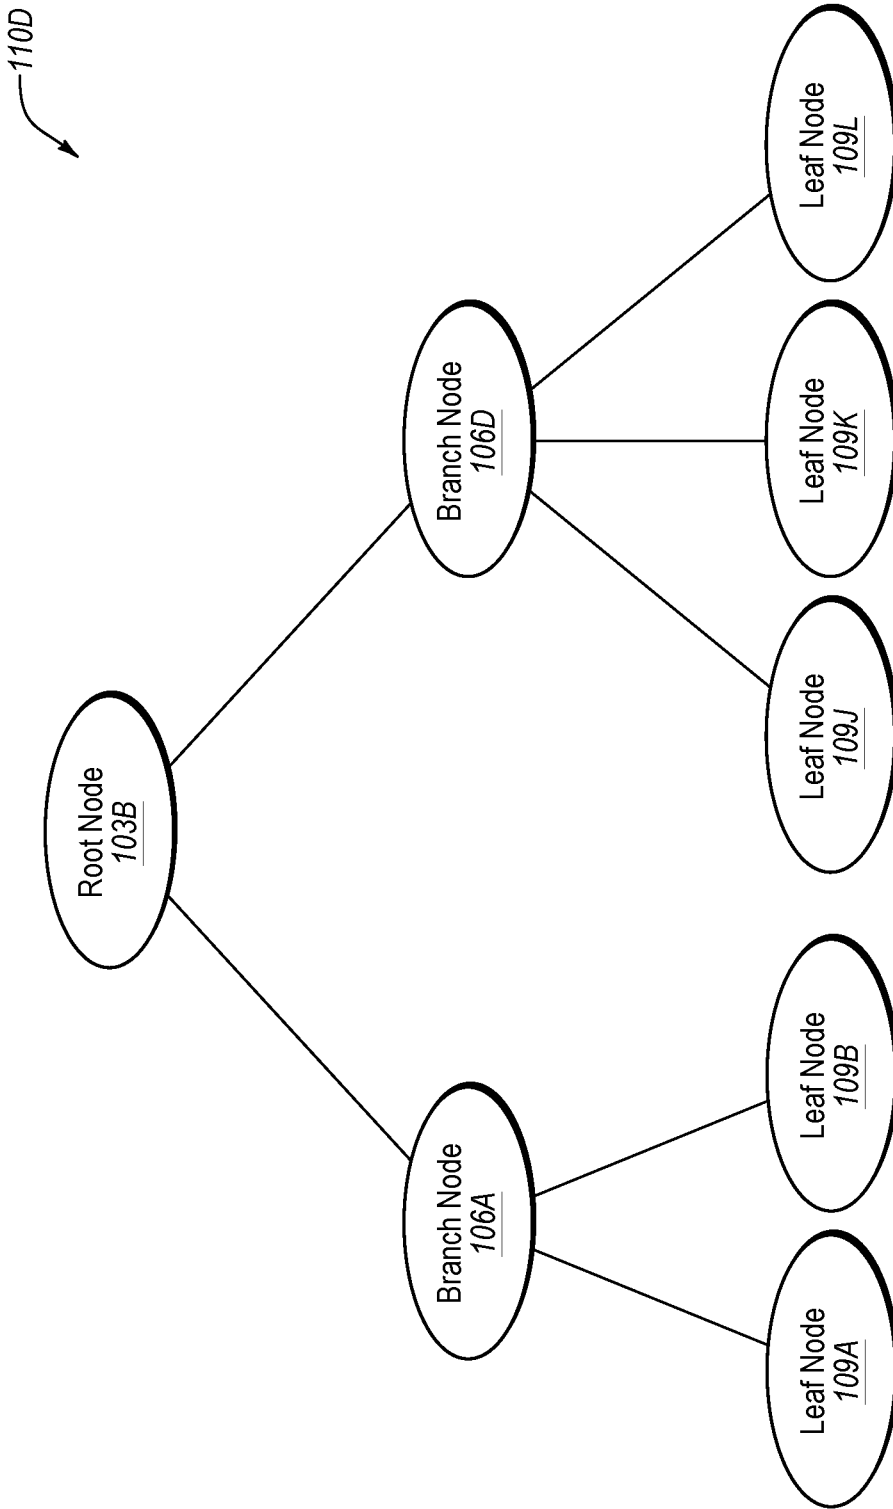 110D
Root Node
103B
Branch Node
106A
Branch Node
106D
Leaf Node
109A
Leaf Node
109B
Leaf Node
109J
Leaf Node
109K
Leaf Node
109L